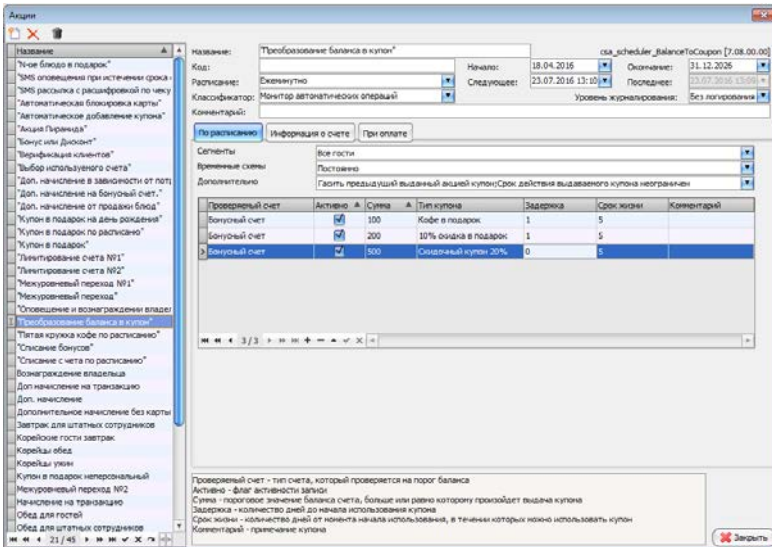 Акции
Название
"N-ое блюдо в подарок"
"SMS оповещения при истечении срока
"SMS рассылка с расшифровкой по чеку
"Автоматическая блокировка карты"
"Автоматическое добавление купона"
"Акция Пирамида"
"Бонус или Дисконт"
"Верификация клиентов"
"Выбор используемого счета"
"Доп. начисление в зависимости от пот
"Доп. начисление на бонусный счет."
"Доп. начисление от продажи блюд"
"Купон в подарок на день рождения"
"Купон в подарок по расписанию"
"Купон в подарок"
"Лимитирование счета №1"
"Лимитирование счета №2"
"Межуровневый переход №1"
"Межуровневый переход"
"Оповещение и вознаграждении владел
"Преобразование баланса в купон"
"Пятая кружка кофе по расписанию"
"Списание бонусов"
"Списание с чета по расписанию"
Вознаграждение владельца
Доп начисление на транзакцию
Доп. начисление
Дополнительное начисление без карты
Завтрак для штатных сотрудников
Корейские гости завтрак
Корейцы обед
Корейцы ужин
Купон в подарок неперсональный
Межуровневый переход №2
Начисление на транзакцию
Обед для гостей
Обед для штатных сотрудников
21 / 45
Название: "Преобразование баланса в купон" csa_scheduler_BalanceToCoupon [7.08.00.00]
Код: Начало: 18.04.2016 Окончание: 31.12.2026
Расписание: Ежеминутно Следующее: 23.07.2016 13:10 Последнее: 23.07.2016 13:09
Классификатор: Монитор автоматических операций Уровень журналирования: Без логирования
Комментарий:
По расписанию Информация о счете При оплате
Сегменты Все гости
Временные схемы Постоянно
Дополнительно Гасить предыдущий выданный акцией купон;Срок действия выдаваемого купона неограничен
Проверяемый счет Активно Сумма Тип купона Задержка Срок жизни Комментарий
Бонусный счет 100 Кофе в подарок 1 5
Бонусный счет 200 10% скидка в подарок 1 5
Бонусный счет 500 Скидочный купон 20% 0 5
3 / 3
Проверяемый счет - тип счета, который проверяется на порог баланса
Активно - флаг активности записи
Сумма - пороговое значение баланса счета, больше или равно которому произойдет выдача купона
Задержка - количество дней до начала использования купона
Срок жизни - количество дней от момента начала использования, в течении которых можно использовать купон
Комментарий - примечание купона
Закрыть